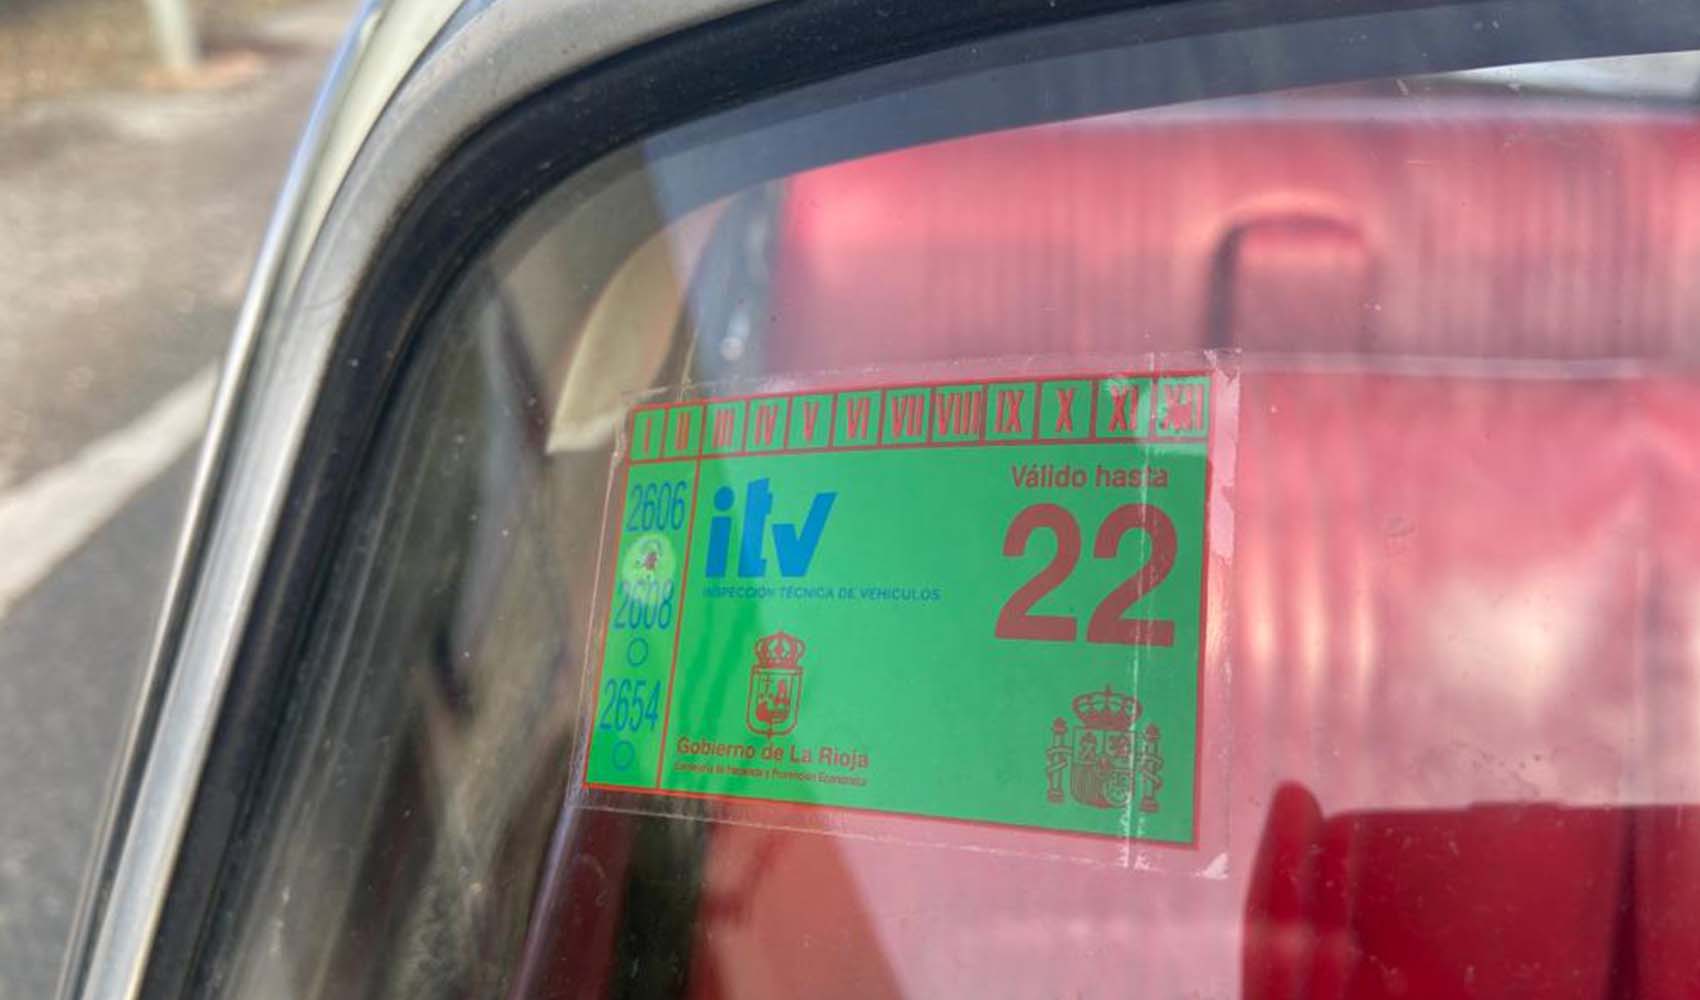 I II III IV V VI VII VIII IX X XI XII
Válido hasta
22
2606
2608
2654
itv
INSPECCIÓN TÉCNICA DE VEHÍCULOS
Gobierno de La Rioja